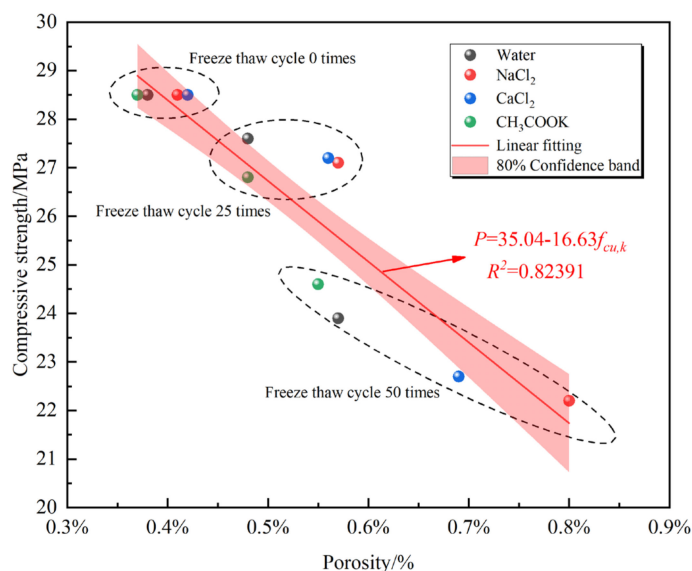 30
29
28
27
26
25
24
23
22
21
20
0.3%
0.4%
0.5%
0.6%
0.7%
0.8%
0.9%
Compressive strength/MPa
Porosity/%
Freeze thaw cycle 0 times
Freeze thaw cycle 25 times
Freeze thaw cycle 50 times
Water
NaCl₂
CaCl₂
CH₃COOK
Linear fitting
80% Confidence band
P=35.04-16.63f_{cu,k}
R²=0.82391